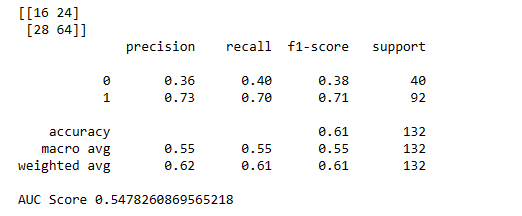 [[16 24]
[28 64]]
precision recall f1-score support
0 0.36 0.40 0.38 40
1 0.73 0.70 0.71 92
accuracy 0.61 132
macro avg 0.55 0.55 0.55 132
weighted avg 0.62 0.61 0.61 132
AUC Score 0.5478260869565218